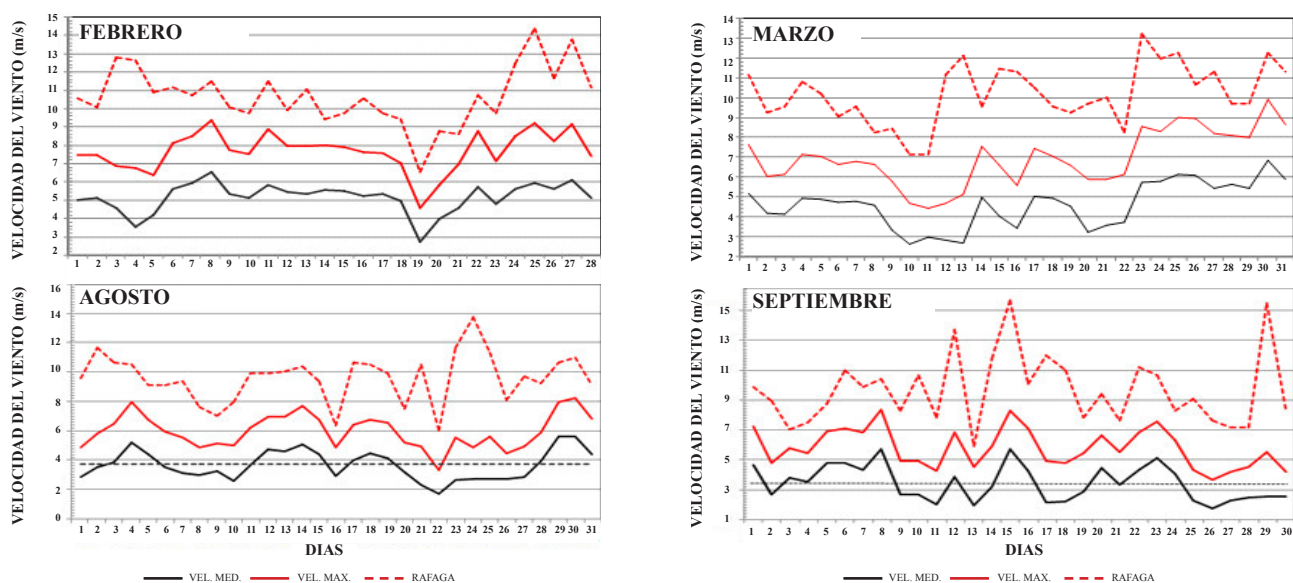 FEBRERO
VELOCIDAD DEL VIENTO (m/s)
15
14
13
12
11
10
9
8
7
6
5
4
3
2
1 2 3 4 5 6 7 8 9 10 11 12 13 14 15 16 17 18 19 20 21 22 23 24 25 26 27 28
MARZO
VELOCIDAD DEL VIENTO (m/s)
14
13
12
11
10
9
8
7
6
5
4
3
2
1 2 3 4 5 6 7 8 9 10 11 12 13 14 15 16 17 18 19 20 21 22 23 24 25 26 27 28 29 30 31
AGOSTO
VELOCIDAD DEL VIENTO (m/s)
16
14
12
10
8
6
4
2
0
1 2 3 4 5 6 7 8 9 10 11 12 13 14 15 16 17 18 19 20 21 22 23 24 25 26 27 28 29 30 31
DIAS
SEPTIEMBRE
VELOCIDAD DEL VIENTO (m/s)
15
13
11
9
7
5
3
1
1 2 3 4 5 6 7 8 9 10 11 12 13 14 15 16 17 18 19 20 21 22 23 24 25 26 27 28 29 30
DIAS
VEL. MED. VEL. MAX. RAFAGA
VEL. MED. VEL. MAX. RAFAGA